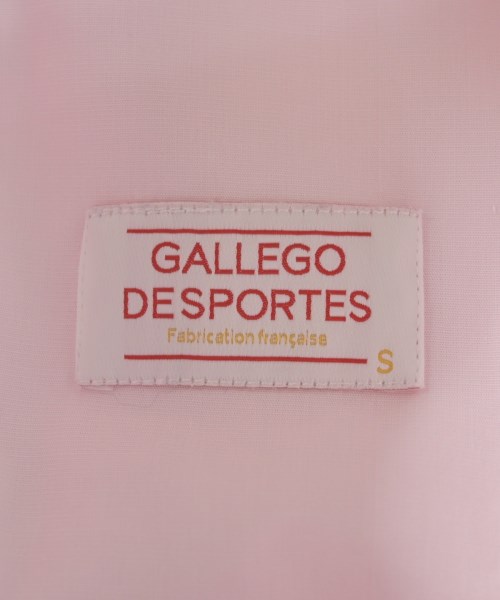 GALLEGO
DESPORTES
Fabrication française
S